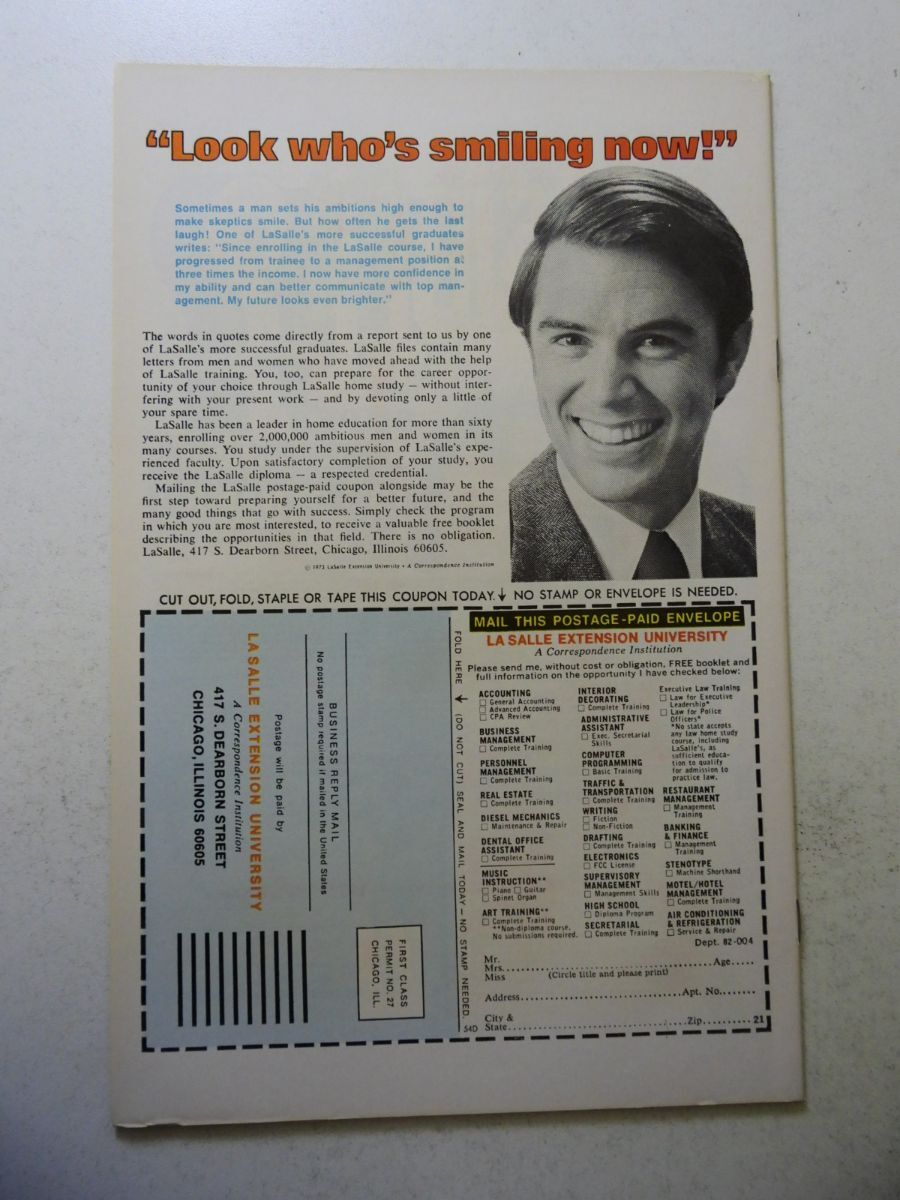 “Look who’s smiling now!”
Sometimes a man sets his ambitions high enough to
make skeptics smile. But how often he gets the last
laugh! One of LaSalle's more successful graduates
writes: "Since enrolling in the LaSalle course, I have
progressed from trainee to a management position at
three times the income. I now have more confidence in
my ability and can better communicate with top man-
agement. My future looks even brighter."
The words in quotes come directly from a report sent to us by one
of LaSalle's more successful graduates. LaSalle files contain many
letters from men and women who have moved ahead with the help
of LaSalle training. You, too, can prepare for the career oppor-
tunity of your choice through LaSalle home study — without inter-
fering with your present work — and by devoting only a little of
your spare time.
LaSalle has been a leader in home education for more than sixty
years, enrolling over 2,000,000 ambitious men and women in its
many courses. You study under the supervision of LaSalle's expe-
rienced faculty. Upon satisfactory completion of your study, you
receive the LaSalle diploma — a respected credential.
Mailing the LaSalle postage-paid coupon alongside may be the
first step toward preparing yourself for a better future, and the
many good things that go with success. Simply check the program
in which you are most interested, to receive a valuable free booklet
describing the opportunities in that field. There is no obligation.
LaSalle, 417 S. Dearborn Street, Chicago, Illinois 60605.
© 1973 LaSalle Extension University • A Correspondence Institution
CUT OUT, FOLD, STAPLE OR TAPE THIS COUPON TODAY. ↓ NO STAMP OR ENVELOPE IS NEEDED.
BUSINESS REPLY MAIL
No postage stamp required if mailed in the United States
Postage will be paid by
LA SALLE EXTENSION UNIVERSITY
A Correspondence Institution
417 S. DEARBORN STREET
CHICAGO, ILLINOIS 60605
FIRST CLASS
PERMIT NO. 27
CHICAGO, ILL.
FOLD HERE → (DO NOT CUT) SEAL AND MAIL TODAY – NO STAMP NEEDED.
54D
MAIL THIS POSTAGE-PAID ENVELOPE
LA SALLE EXTENSION UNIVERSITY
A Correspondence Institution
Please send me, without cost or obligation, FREE booklet and
full information on the opportunity I have checked below:
ACCOUNTING
□ General Accounting
□ Advanced Accounting
□ CPA Review
BUSINESS
MANAGEMENT
□ Complete Training
PERSONNEL
MANAGEMENT
□ Complete Training
REAL ESTATE
□ Complete Training
DIESEL MECHANICS
□ Maintenance & Repair
DENTAL OFFICE
ASSISTANT
□ Complete Training
MUSIC
INSTRUCTION**
□ Piano □ Guitar
□ Spinet Organ
ART TRAINING**
□ Complete Training
**Non-diploma course.
No submissions required.
INTERIOR
DECORATING
□ Complete Training
ADMINISTRATIVE
ASSISTANT
□ Exec. Secretarial
Skills
COMPUTER
PROGRAMMING
□ Basic Training
TRAFFIC &
TRANSPORTATION
□ Complete Training
WRITING
□ Fiction
□ Non-Fiction
DRAFTING
□ Complete Training
ELECTRONICS
□ FCC License
SUPERVISORY
MANAGEMENT
□ Management Skills
HIGH SCHOOL
□ Diploma Program
SECRETARIAL
□ Complete Training
Executive Law Training
□ Law for Executive
Leadership*
□ Law for Police
Officers*
*No state accepts
any law home study
course, including
LaSalle's, as
sufficient educa-
tion to qualify
for admission to
practice law.
RESTAURANT
MANAGEMENT
□ Management
Training
BANKING
& FINANCE
□ Management
Training
STENOTYPE
□ Machine Shorthand
MOTEL/HOTEL
MANAGEMENT
□ Complete Training
AIR CONDITIONING
& REFRIGERATION
□ Service & Repair
Dept. 82-004
Mr.
Mrs. Age
Miss (Circle title and please print)
Address Apt. No.
City &
State Zip 21